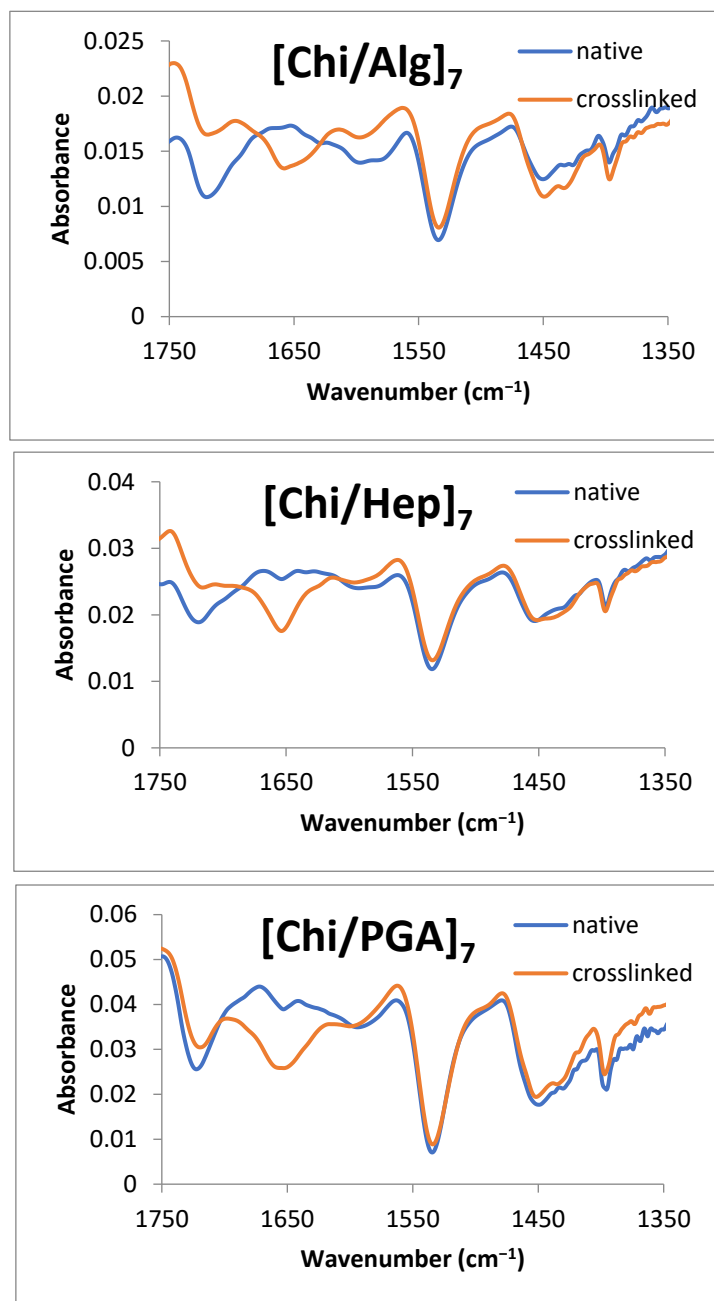 0.025
[Chi/Alg]7
native
0.02
crosslinked
0.015
0.01
0.005
0
Absorbance
1750 1650 1550 1450 1350
Wavenumber (cm−1)
0.04
[Chi/Hep]7
native
crosslinked
0.03
0.02
0.01
0
Absorbance
1750 1650 1550 1450 1350
Wavenumber (cm−1)
0.06
[Chi/PGA]7
native
0.05
crosslinked
0.04
0.03
0.02
0.01
0
Absorbance
1750 1650 1550 1450 1350
Wavenumber (cm−1)